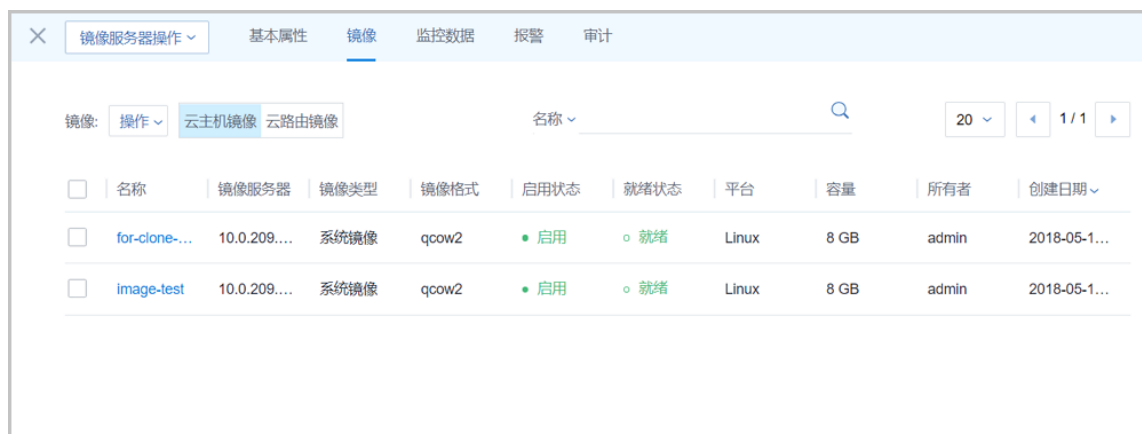 镜像服务器操作 基本属性 镜像 监控数据 报警 审计
镜像: 操作 云主机镜像 云路由镜像 名称 20 1 / 1
名称 镜像服务器 镜像类型 镜像格式 启用状态 就绪状态 平台 容量 所有者 创建日期
for-clone-... 10.0.209.... 系统镜像 qcow2 启用 就绪 Linux 8 GB admin 2018-05-1...
image-test 10.0.209.... 系统镜像 qcow2 启用 就绪 Linux 8 GB admin 2018-05-1...